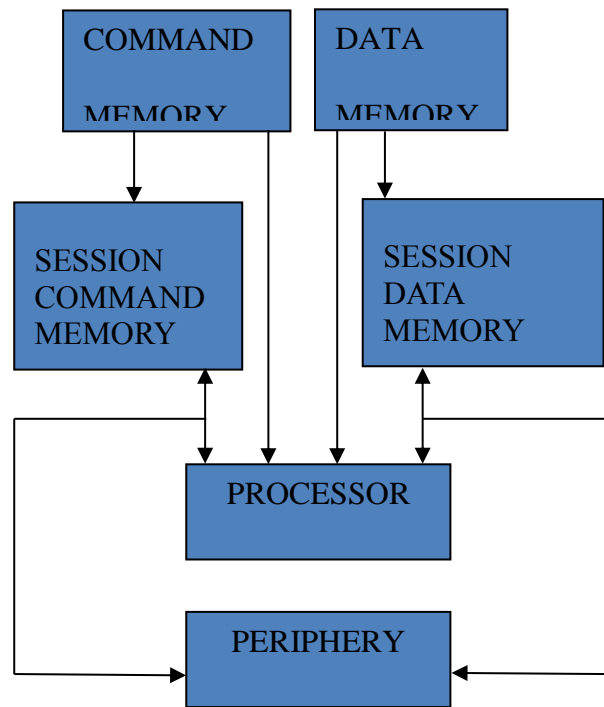 COMMAND
MEMORY
DATA
MEMORY
SESSION
COMMAND
MEMORY
SESSION
DATA
MEMORY
PROCESSOR
PERIPHERY